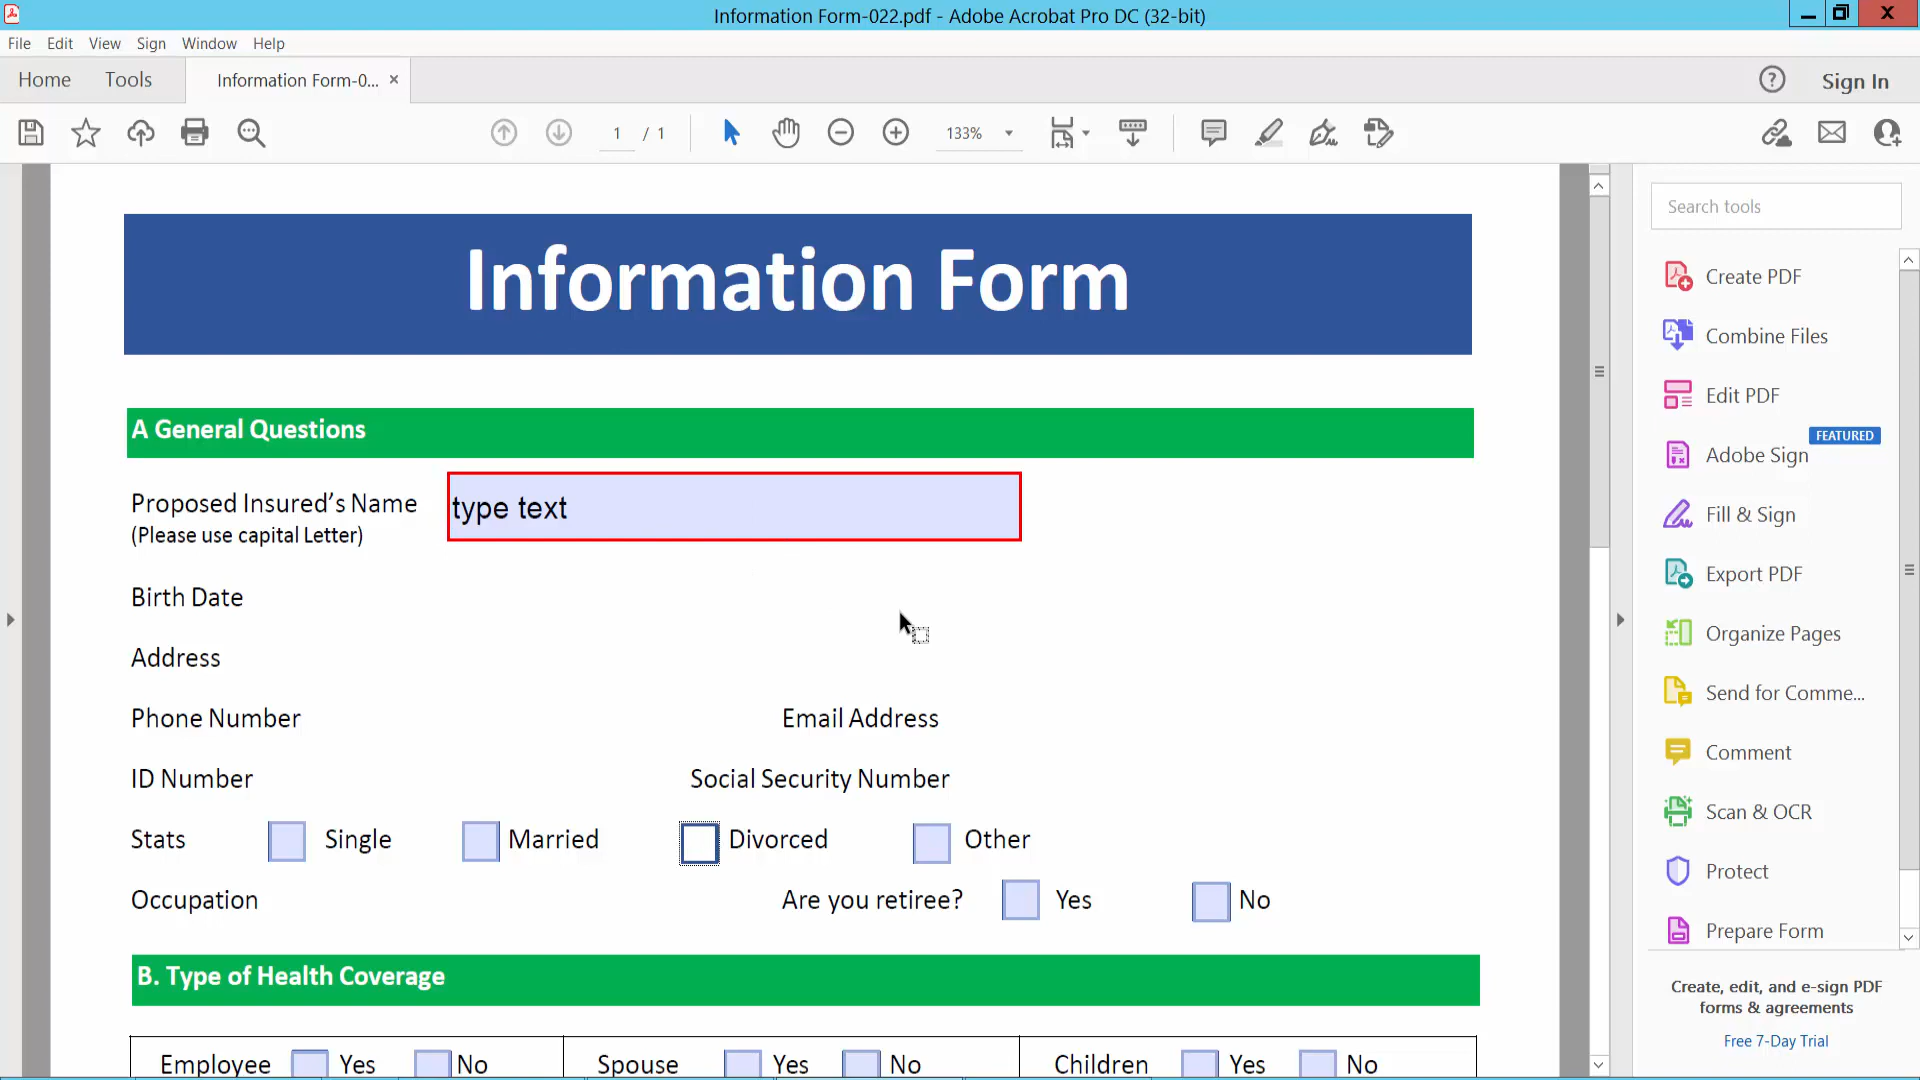 Information Form-022.pdf - Adobe Acrobat Pro DC (32-bit)
File Edit View Sign Window Help
Home Tools Information Form-0... × Sign In
1 / 1 133%
Search tools
Information Form
Create PDF
Combine Files
Edit PDF
FEATURED
Adobe Sign
Fill & Sign
Export PDF
Organize Pages
Send for Comme...
Comment
Scan & OCR
Protect
Prepare Form
Create, edit, and e-sign PDF
forms & agreements
Free 7-Day Trial
A General Questions
Proposed Insured’s Name type text
(Please use capital Letter)
Birth Date
Address
Phone Number Email Address
ID Number Social Security Number
Stats Single Married Divorced Other
Occupation Are you retiree? Yes No
B. Type of Health Coverage
Employee Yes No Spouse Yes No Children Yes No